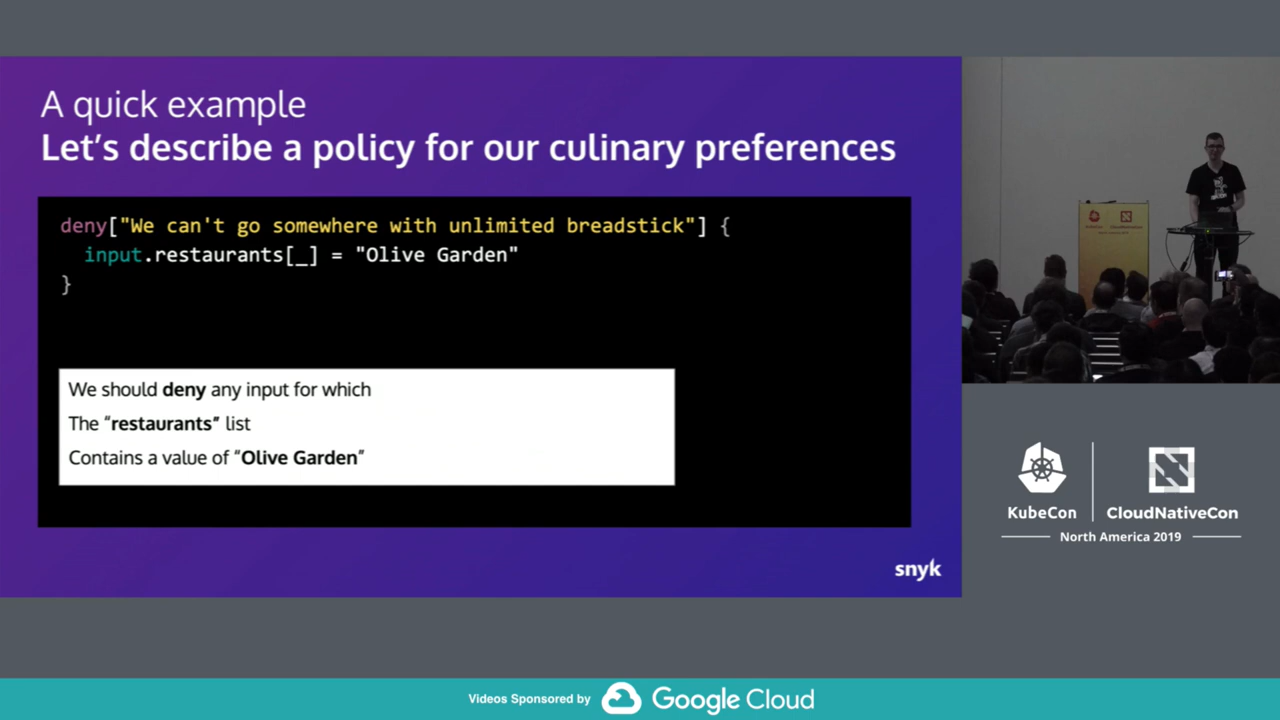 A quick example
Let's describe a policy for our culinary preferences
deny["We can't go somewhere with unlimited breadstick"] {
input.restaurants[_] = "Olive Garden"
}
We should deny any input for which
The “restaurants” list
Contains a value of “Olive Garden”
snyk
KubeCon
CloudNativeCon
North America 2019
Videos Sponsored by Google Cloud